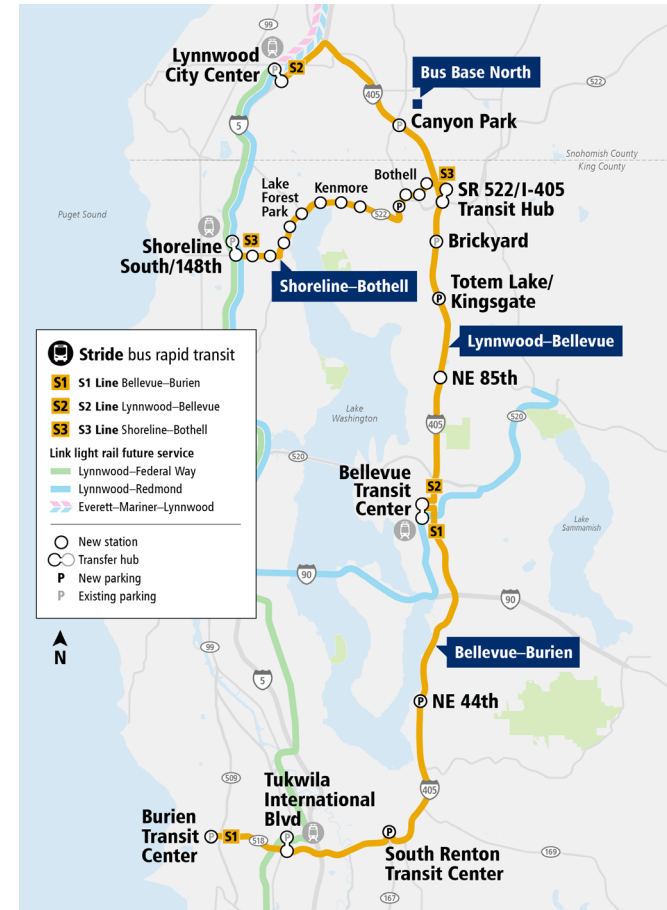 99
Lynnwood
City Center
P
S2
Bus Base North
405
522
5
P
Canyon Park
Snohomish County
King County
Bothell
S3
Lake
Forest
Park
Kenmore
SR 522/I-405
Transit Hub
522
P
Puget Sound
P
S3
P
Brickyard
Shoreline
South/148th
Shoreline–Bothell
Totem Lake/
Kingsgate
P
Lynnwood–Bellevue
Stride bus rapid transit
S1 S1 Line Bellevue–Burien
S2 S2 Line Lynnwood–Bellevue
S3 S3 Line Shoreline–Bothell
Link light rail future service
Lynnwood–Federal Way
Lynnwood–Redmond
Everett–Mariner–Lynnwood
New station
Transfer hub
P New parking
P Existing parking
N
NE 85th
Lake
Washington
405
520
520
Bellevue
Transit
Center
S2
S1
Lake
Sammamish
90
90
Bellevue–Burien
99
5
P
NE 44th
509
405
Tukwila
International
Blvd
Burien
Transit
Center
P
S1
518
P
P
South Renton
Transit Center
169
167